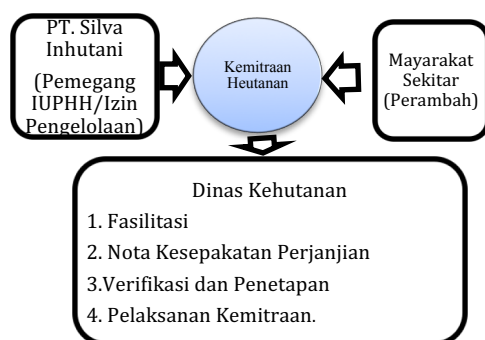 PT. Silva
Inhutani
(Pemegang
IUPHH/Izin
Pengelolaan)
Kemitraan
Heutanan
Mayarakat
Sekitar
(Perambah)
Dinas Kehutanan
1. Fasilitasi
2. Nota Kesepakatan Perjanjian
3.Verifikasi dan Penetapan
4. Pelaksanan Kemitraan.